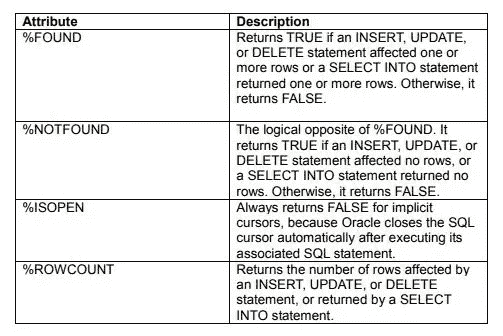 Attribute Description
%FOUND Returns TRUE if an INSERT, UPDATE,
or DELETE statement affected one or
more rows or a SELECT INTO statement
returned one or more rows. Otherwise, it
returns FALSE.
%NOTFOUND The logical opposite of %FOUND. It
returns TRUE if an INSERT, UPDATE, or
DELETE statement affected no rows, or
a SELECT INTO statement returned no
rows. Otherwise, it returns FALSE.
%ISOPEN Always returns FALSE for implicit
cursors, because Oracle closes the SQL
cursor automatically after executing its
associated SQL statement.
%ROWCOUNT Returns the number of rows affected by
an INSERT, UPDATE, or DELETE
statement, or returned by a SELECT
INTO statement.